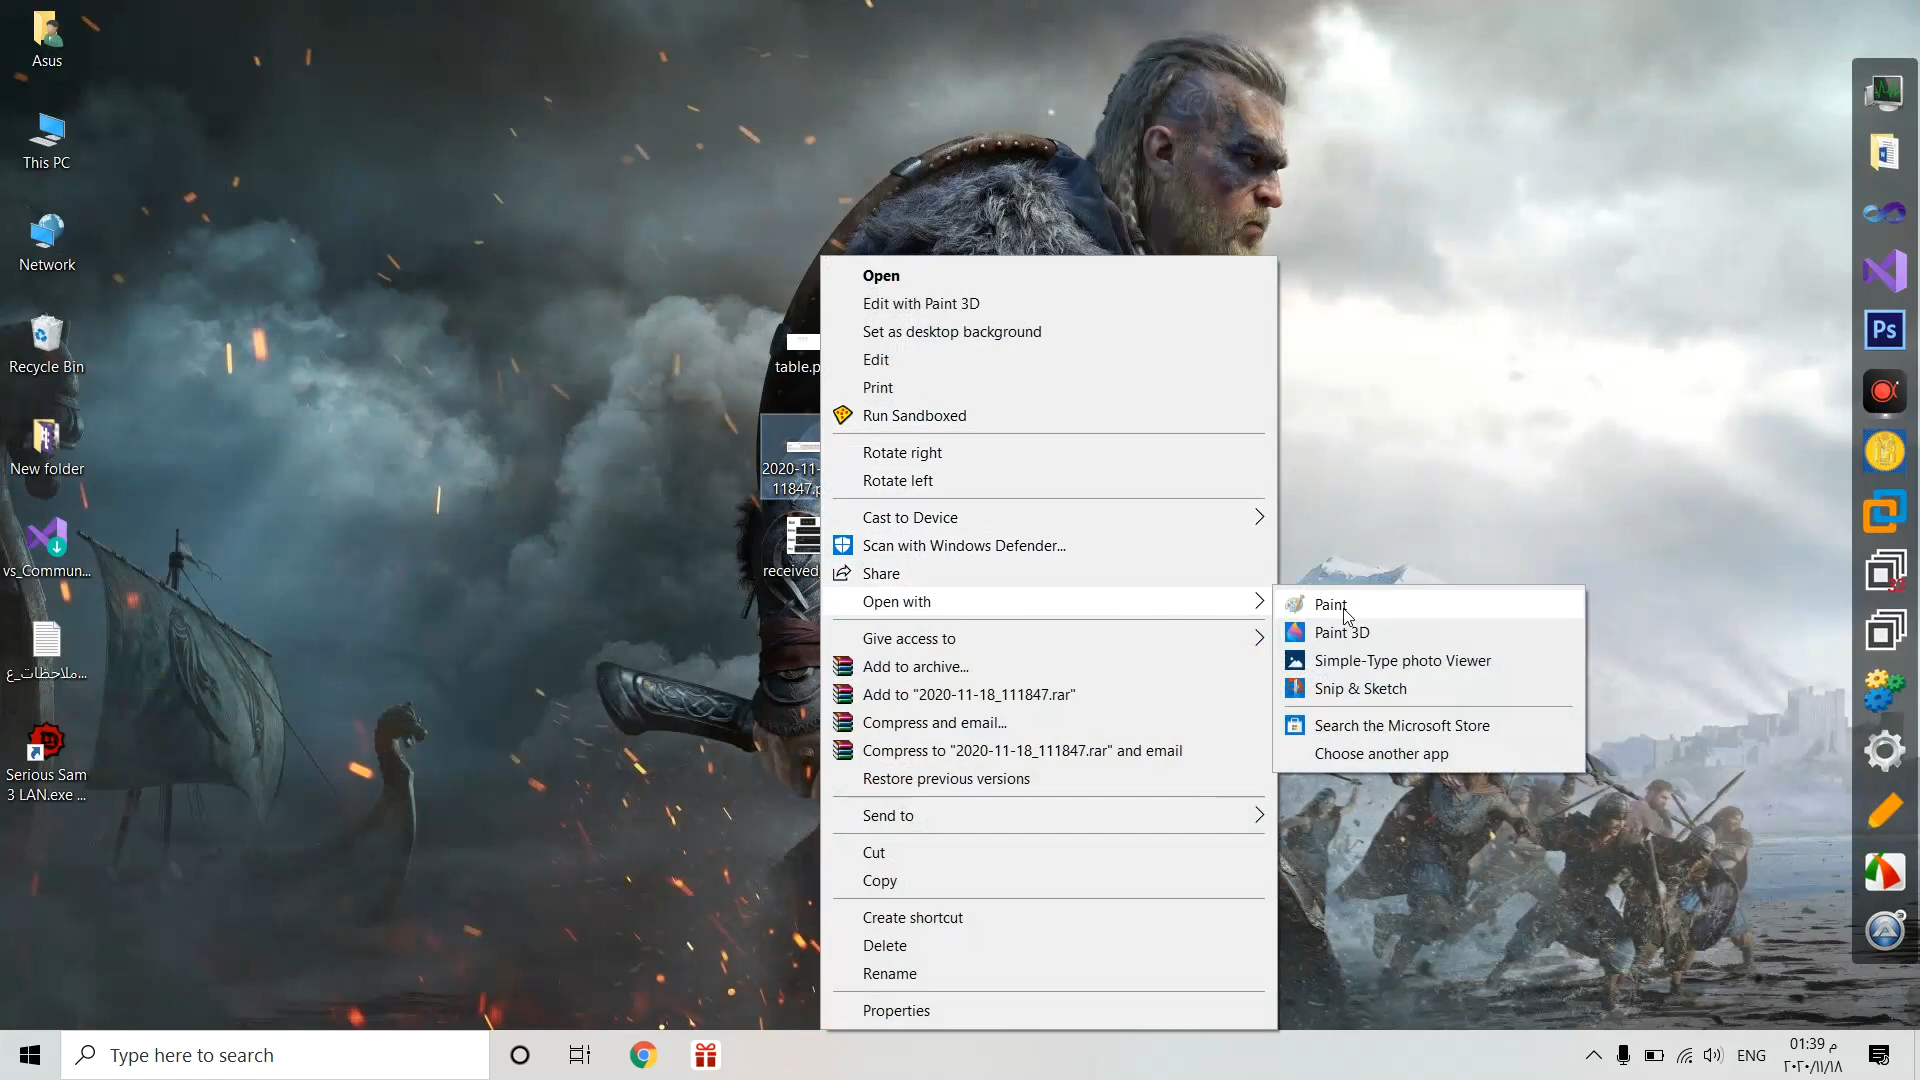 Asus
This PC
Network
Recycle Bin
New folder
vs_Commun...
ملاحظات_ع...
Serious Sam
3 LAN.exe ...
table.p
2020-11-
11847.p
received_
Open
Edit with Paint 3D
Set as desktop background
Edit
Print
Run Sandboxed
Rotate right
Rotate left
Cast to Device
Scan with Windows Defender...
Share
Open with
Give access to
Add to archive...
Add to "2020-11-18_111847.rar"
Compress and email...
Compress to "2020-11-18_111847.rar" and email
Restore previous versions
Send to
Cut
Copy
Create shortcut
Delete
Rename
Properties
Paint
Paint 3D
Simple-Type photo Viewer
Snip & Sketch
Search the Microsoft Store
Choose another app
Ps
32
Type here to search
ENG
01:39 م
٢٠٢٠/١١/١٨